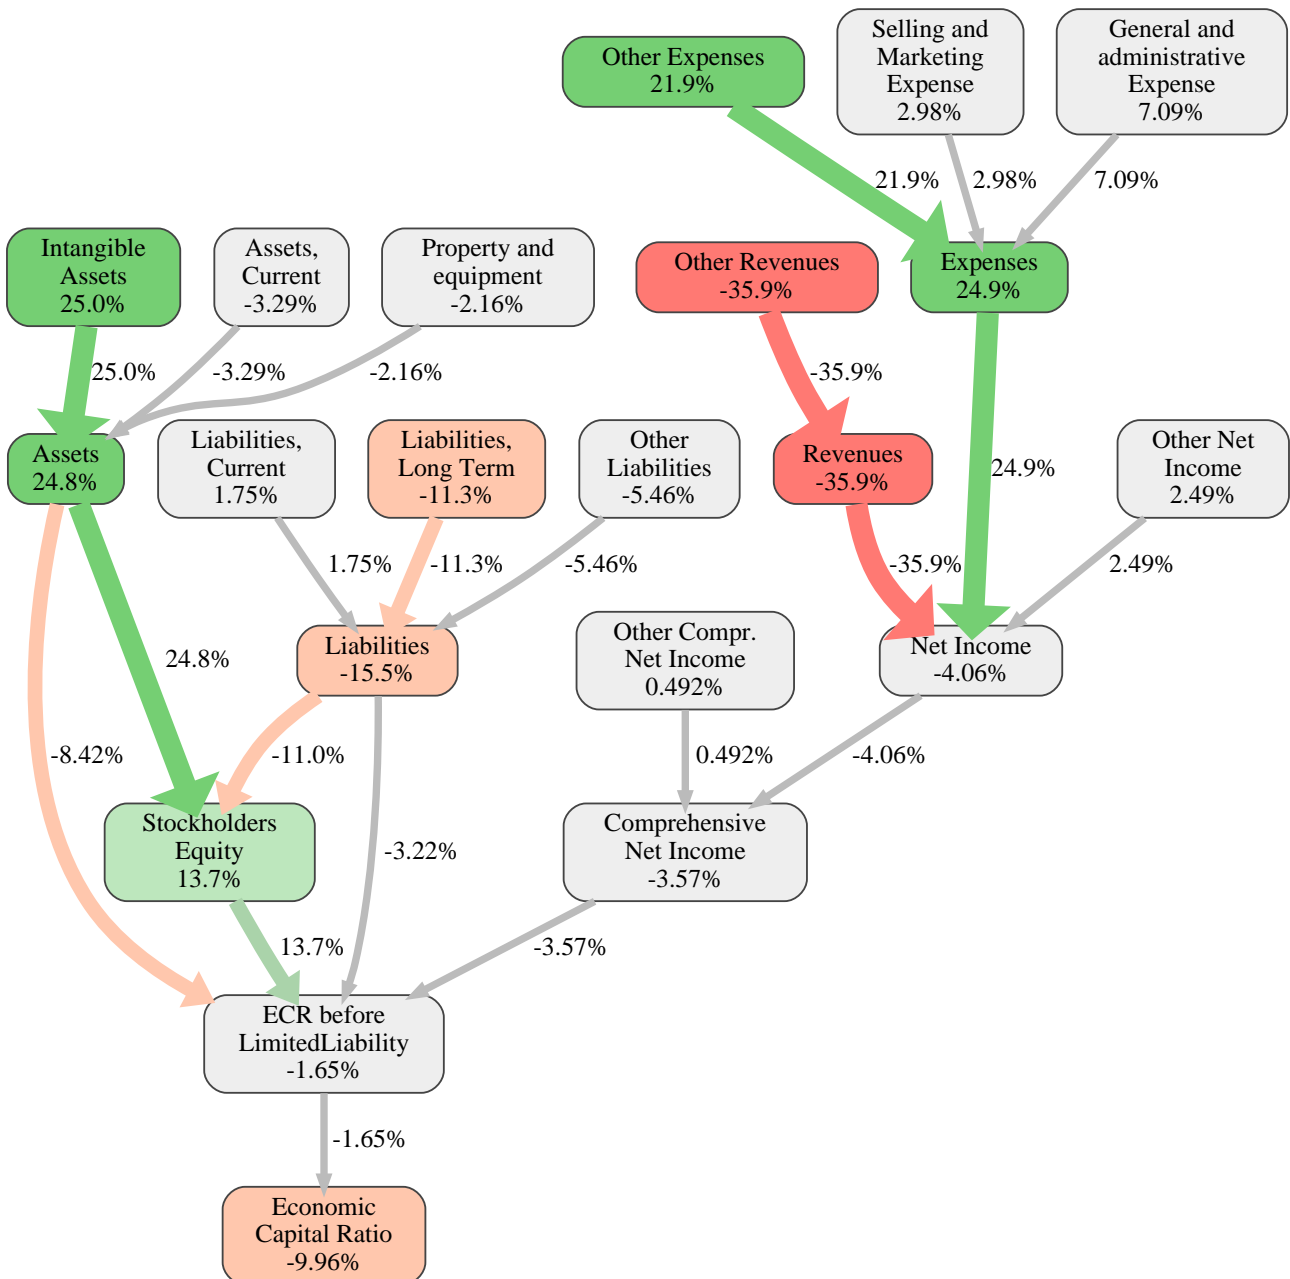 Other Expenses
21.9%
Selling and
Marketing
Expense
2.98%
General and
administrative
Expense
7.09%
21.9%
2.98%
7.09%
Intangible
Assets
25.0%
Assets,
Current
-3.29%
Property and
equipment
-2.16%
Other Revenues
-35.9%
Expenses
24.9%
25.0%
-3.29%
-2.16%
-35.9%
Assets
24.8%
Liabilities,
Current
1.75%
Liabilities,
Long Term
-11.3%
Other
Liabilities
-5.46%
Revenues
-35.9%
24.9%
Other Net
Income
2.49%
1.75%
-11.3%
-5.46%
-35.9%
2.49%
24.8%
Liabilities
-15.5%
Other Compr.
Net Income
0.492%
Net Income
-4.06%
-8.42%
-11.0%
0.492%
-4.06%
Stockholders
Equity
13.7%
-3.22%
Comprehensive
Net Income
-3.57%
13.7%
-3.57%
ECR before
LimitedLiability
-1.65%
-1.65%
Economic
Capital Ratio
-9.96%